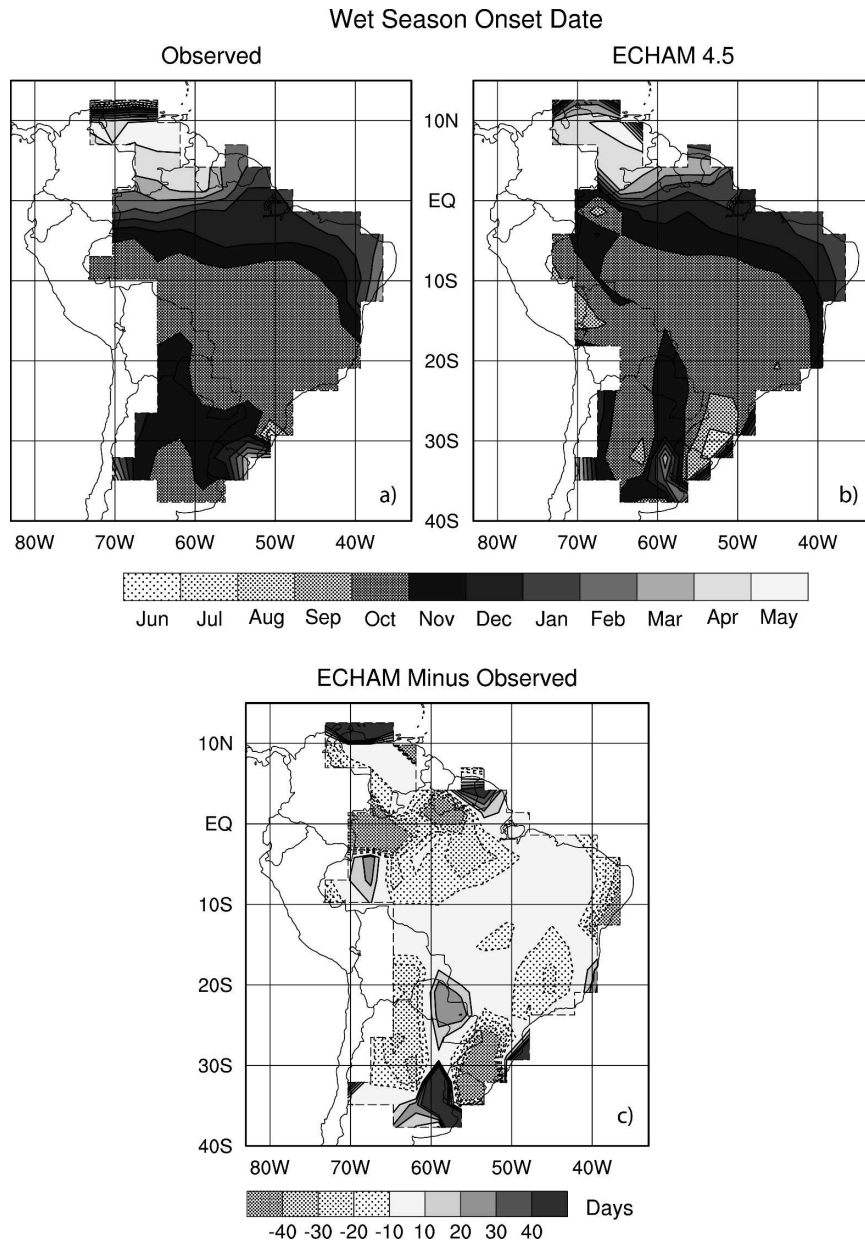 Wet Season Onset Date
Observed
ECHAM 4.5
10N
EQ
10S
20S
30S
40S
a)
b)
80W 70W 60W 50W 40W
80W 70W 60W 50W 40W
Jun Jul Aug Sep Oct Nov Dec Jan Feb Mar Apr May
ECHAM Minus Observed
10N
EQ
10S
20S
30S
40S
c)
80W 70W 60W 50W 40W
-40 -30 -20 -10 10 20 30 40 Days